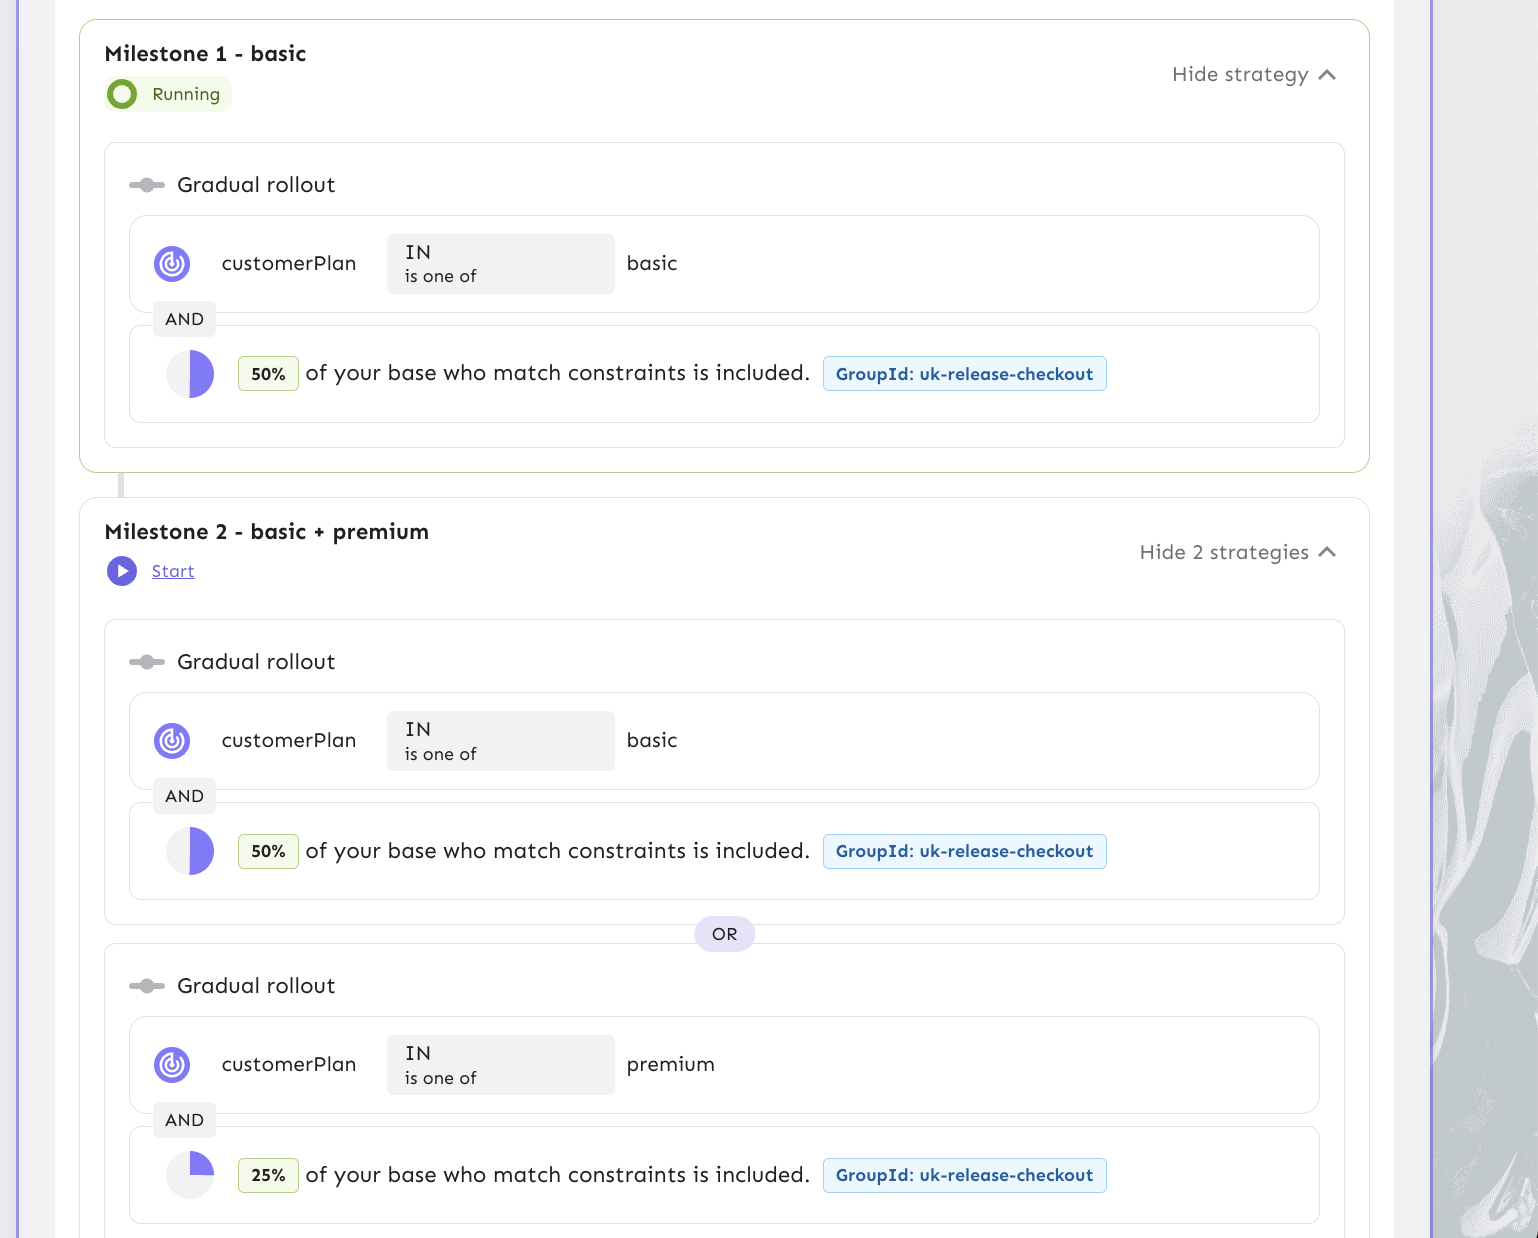 Milestone 1 - basic
Running
Hide strategy
Gradual rollout
customerPlan
IN
is one of
basic
AND
50% of your base who match constraints is included. GroupId: uk-release-checkout
Milestone 2 - basic + premium
Start
Hide 2 strategies
Gradual rollout
customerPlan
IN
is one of
basic
AND
50% of your base who match constraints is included. GroupId: uk-release-checkout
OR
Gradual rollout
customerPlan
IN
is one of
premium
AND
25% of your base who match constraints is included. GroupId: uk-release-checkout